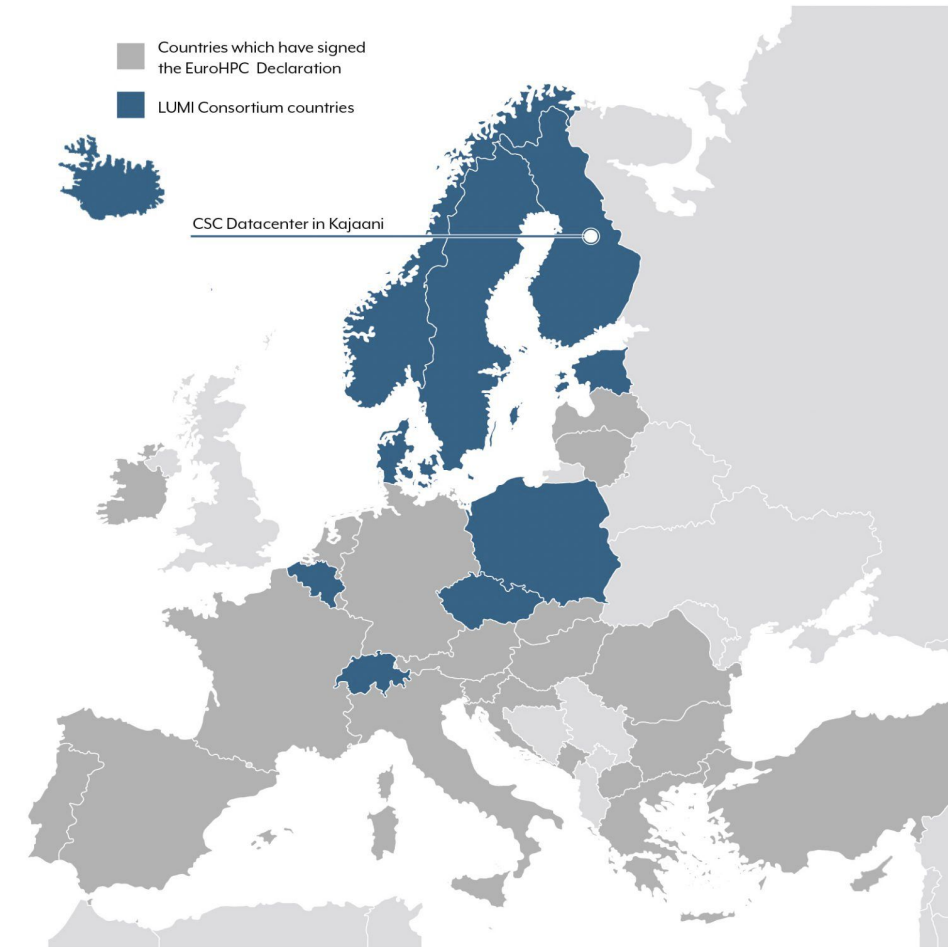 Countries which have signed
the EuroHPC Declaration
LUMI Consortium countries
CSC Datacenter in Kajaani